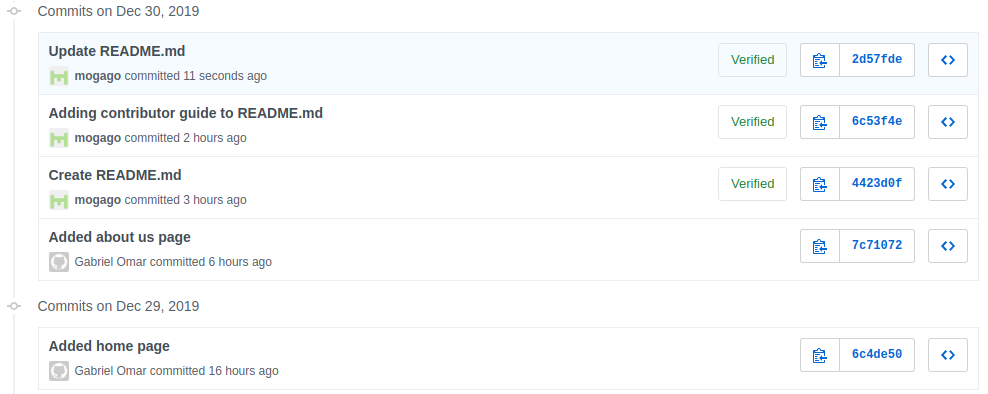 Commits on Dec 30, 2019
Update README.md
mogago committed 11 seconds ago
Verified
2d57fde
Adding contributor guide to README.md
mogago committed 2 hours ago
Verified
6c53f4e
Create README.md
mogago committed 3 hours ago
Verified
4423d0f
Added about us page
Gabriel Omar committed 6 hours ago
7c71072
Commits on Dec 29, 2019
Added home page
Gabriel Omar committed 16 hours ago
6c4de50